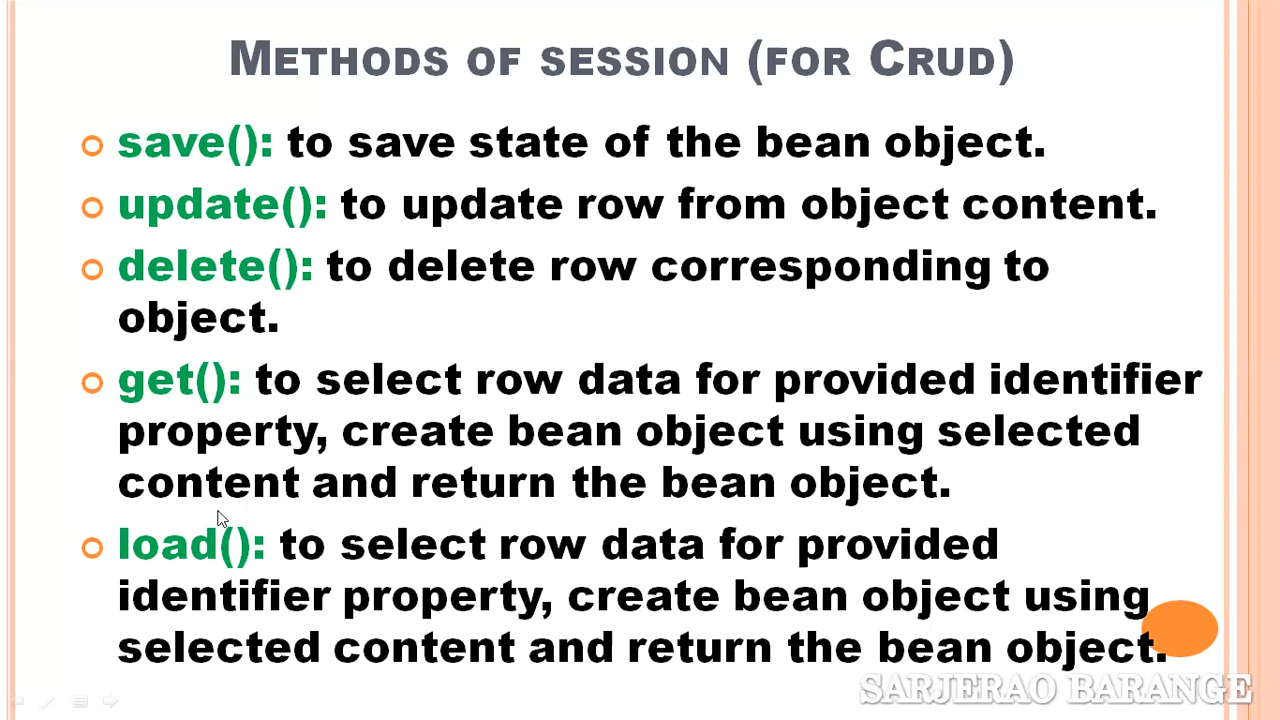 METHODS OF SESSION (FOR CRUD)
save(): to save state of the bean object.
update(): to update row from object content.
delete(): to delete row corresponding to
object.
get(): to select row data for provided identifier
property, create bean object using selected
content and return the bean object.
load(): to select row data for provided
identifier property, create bean object using
selected content and return the bean object.
SARJERAO BARANGE